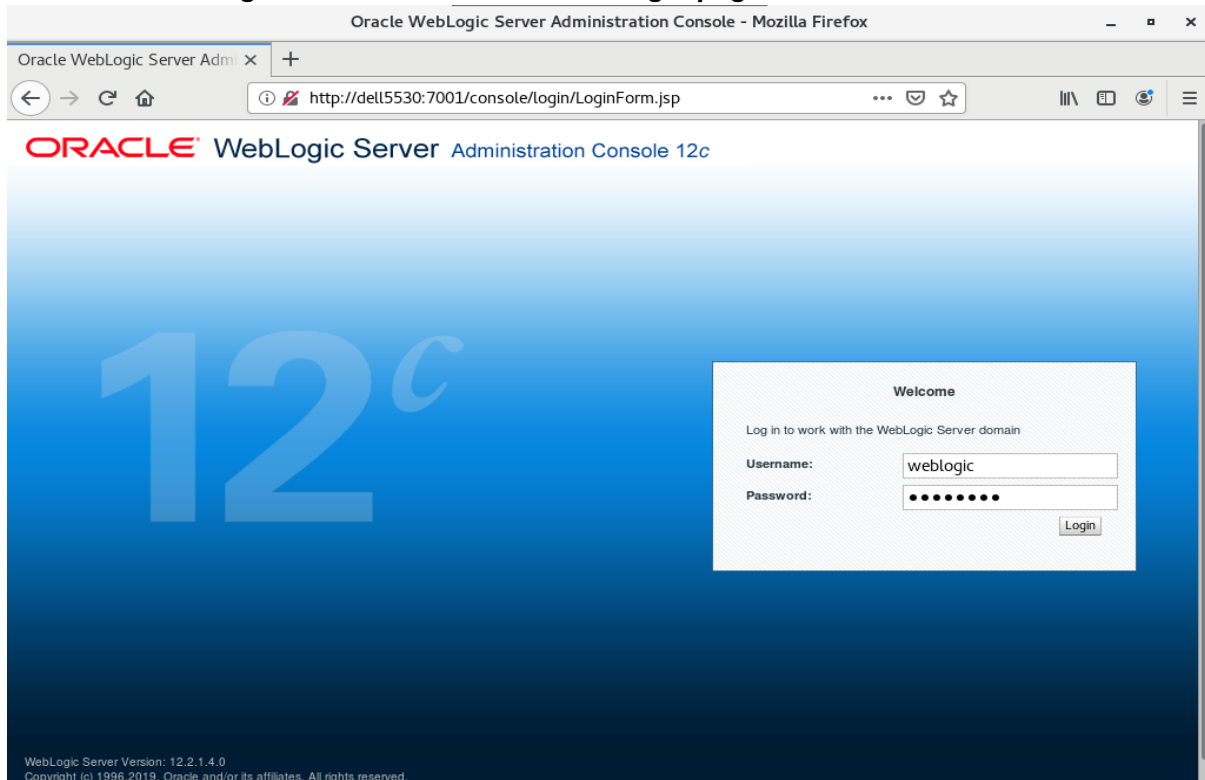 Oracle WebLogic Server Administration Console - Mozilla Firefox
Oracle WebLogic Server Admi
http://dell5530:7001/console/login/LoginForm.jsp
ORACLE WebLogic Server Administration Console 12c
12c
Welcome
Log in to work with the WebLogic Server domain
Username: weblogic
Password: ●●●●●●●●
Login
WebLogic Server Version: 12.2.1.4.0
Copyright (c) 1996,2019, Oracle and/or its affiliates. All rights reserved.